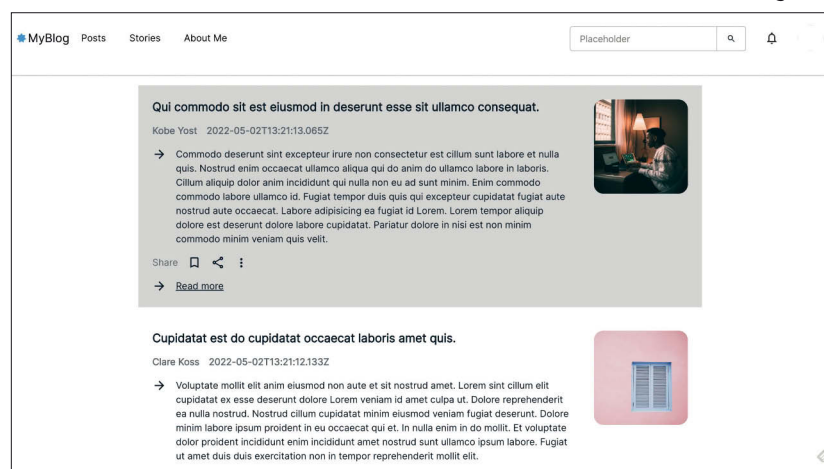 MyBlog Posts Stories About Me Placeholder
Qui commodo sit est eiusmod in deserunt esse sit ullamco consequat.
Kobe Yost 2022-05-02T13:21:13.065Z
Commodo deserunt sint excepteur irure non consectetur est cillum sunt labore et nulla
quis. Nostrud enim occaecat ullamco aliqua qui do anim do ullamco labore in laboris.
Cillum aliquip dolor anim incididunt qui nulla non eu ad sunt minim. Enim commodo
commodo labore ullamco id. Fugiat tempor duis quis qui excepteur cupidatat fugiat aute
nostrud aute occaecat. Labore adipisicing ea fugiat id Lorem. Lorem tempor aliquip
dolore est deserunt dolore labore cupidatat. Pariatur dolore in nisi est non minim
commodo minim veniam quis velit.
Share
Read more
Cupidatat est do cupidatat occaecat laboris amet quis.
Clare Koss 2022-05-02T13:21:12.133Z
Voluptate mollit elit anim eiusmod non aute et sit nostrud amet. Lorem sint cillum elit
cupidatat ex esse deserunt dolore Lorem veniam id amet culpa ut. Dolore reprehenderit
ea nulla nostrud. Nostrud cillum cupidatat minim eiusmod veniam fugiat deserunt. Dolore
minim labore ipsum proident in eu occaecat qui et. In nulla enim in do mollit. Et voluptate
dolor proident incididunt enim incididunt amet nostrud sunt ullamco ipsum labore. Fugiat
ut amet duis duis exercitation non in tempor reprehenderit mollit elit.